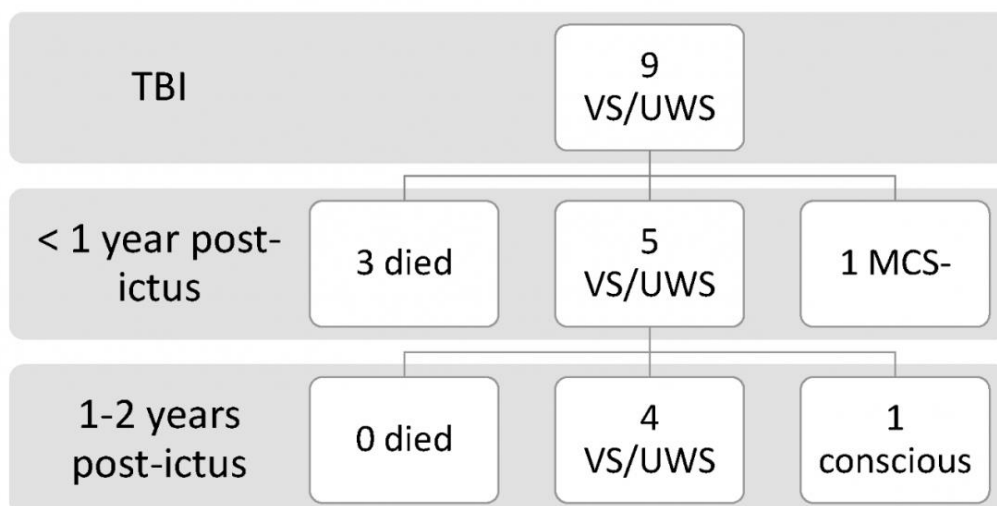 TBI
9
VS/UWS
< 1 year post-
ictus
3 died
5
VS/UWS
1 MCS-
1-2 years
post-ictus
0 died
4
VS/UWS
1
conscious